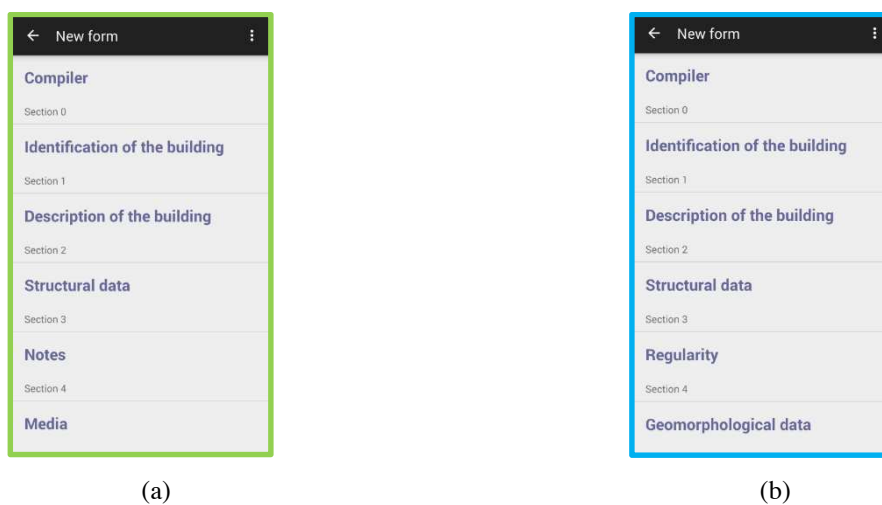 ← New form ⋮
Compiler
Section 0
Identification of the building
Section 1
Description of the building
Section 2
Structural data
Section 3
Notes
Section 4
Media
(a)
← New form ⋮
Compiler
Section 0
Identification of the building
Section 1
Description of the building
Section 2
Structural data
Section 3
Regularity
Section 4
Geomorphological data
(b)